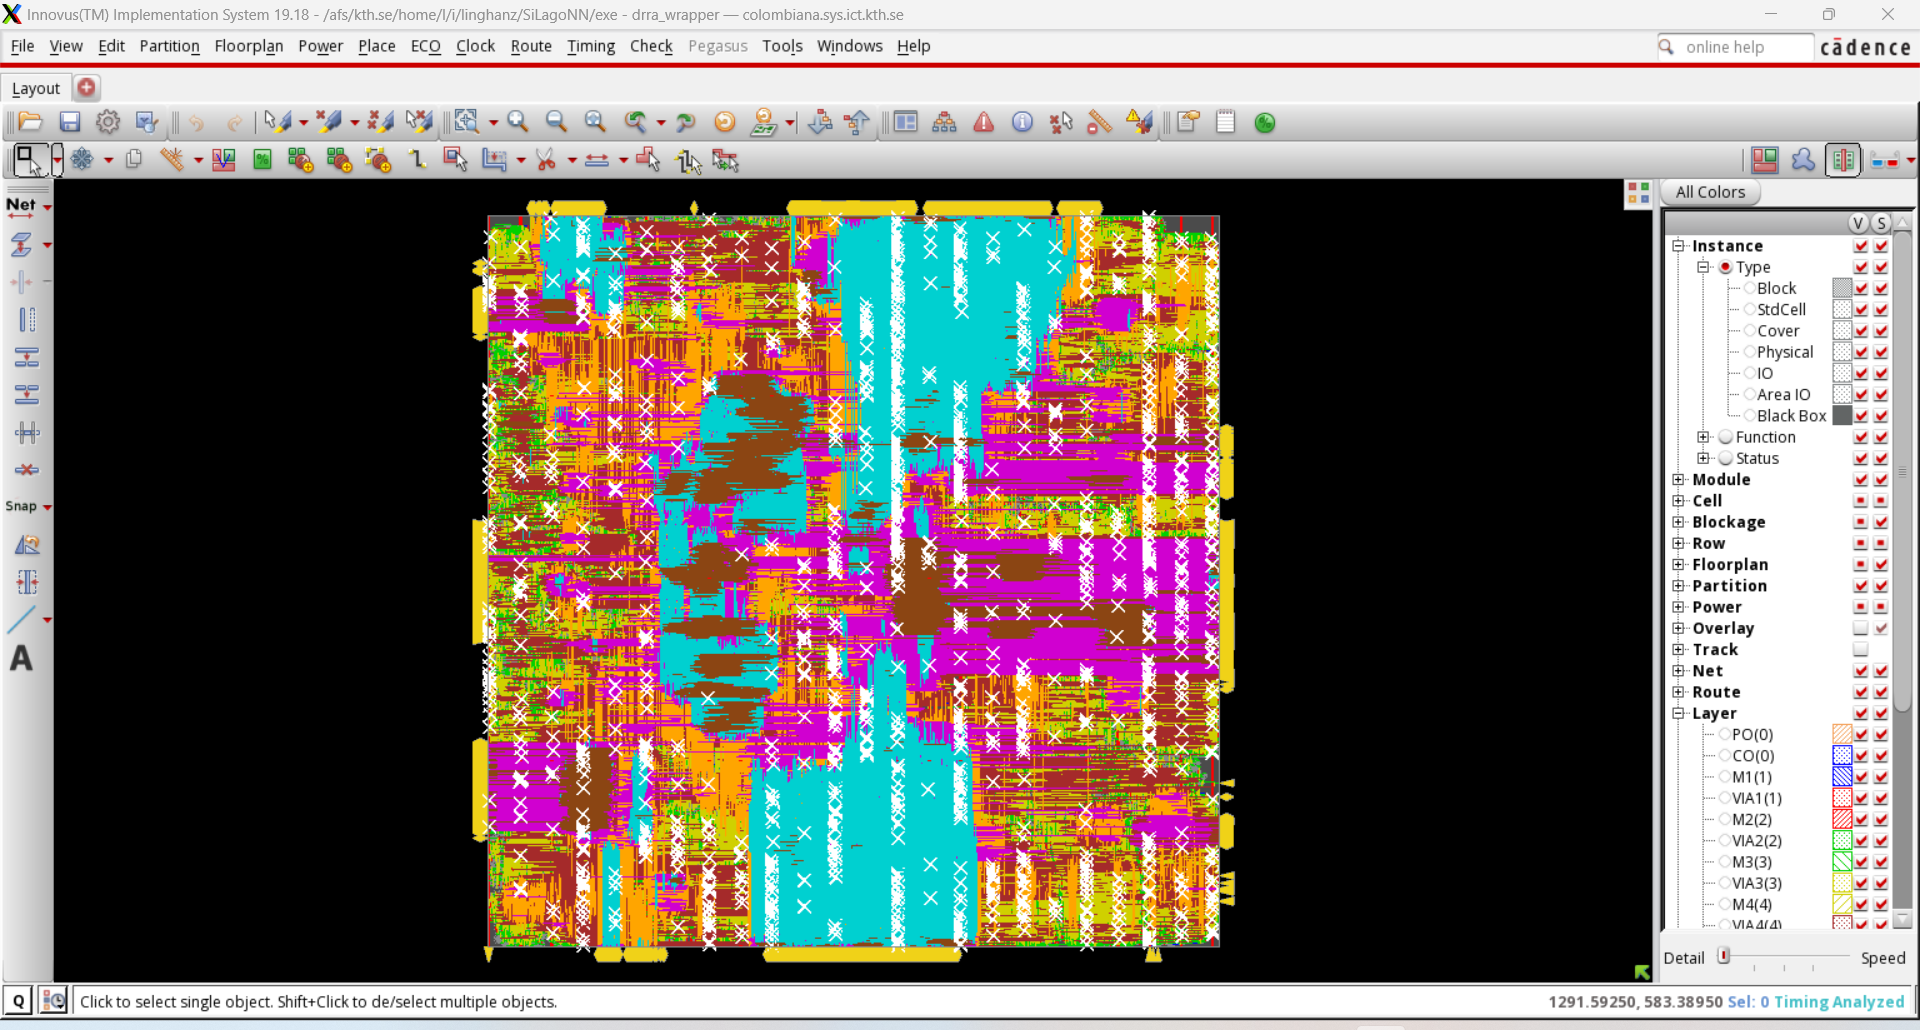 Innovus(TM) Implementation System 19.18 - /afs/kth.se/home/l/i/linghanz/SiLagoNN/exe - drra_wrapper — colombiana.sys.ict.kth.se
File View Edit Partition Floorplan Power Place ECO Clock Route Timing Check Pegasus Tools Windows Help
online help
cādence
Layout
All Colors
Net
V S
Instance
Type
Block
StdCell
Cover
Physical
IO
Area IO
Black Box
Function
Status
Module
Cell
Blockage
Row
Floorplan
Partition
Power
Overlay
Track
Net
Route
Layer
PO(0)
CO(0)
M1(1)
VIA1(1)
M2(2)
VIA2(2)
M3(3)
VIA3(3)
M4(4)
VIA4(4)
Snap
A
Detail
Speed
Q
Click to select single object. Shift+Click to de/select multiple objects.
1291.59250, 583.38950 Sel: 0 Timing Analyzed